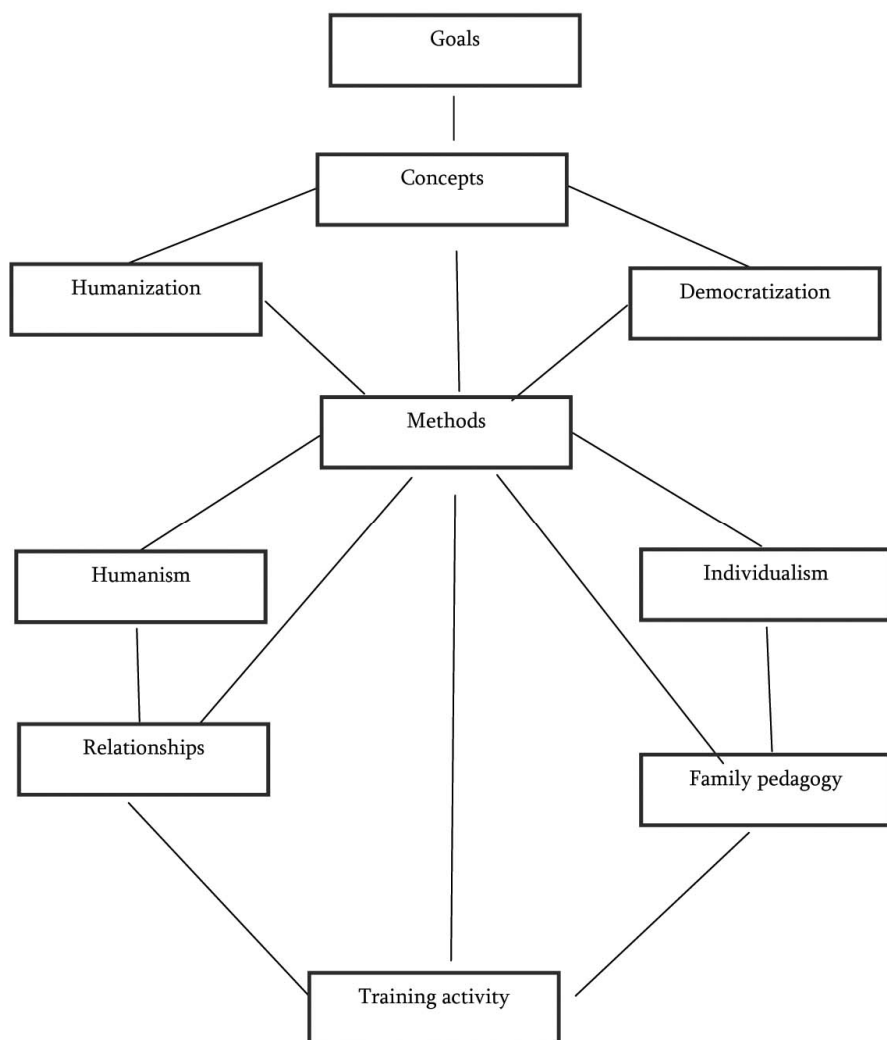 Goals
Concepts
Humanization
Democratization
Methods
Humanism
Individualism
Relationships
Family pedagogy
Training activity